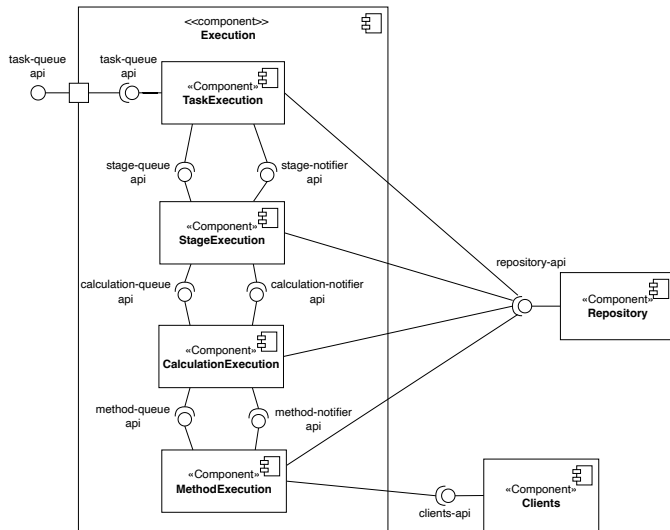 <<component>>
Execution
task-queue
api
task-queue
api
«Component»
TaskExecution
stage-queue
api
stage-notifier
api
«Component»
StageExecution
repository-api
calculation-queue
api
calculation-notifier
api
«Component»
Repository
«Component»
CalculationExecution
method-queue
api
method-notifier
api
«Component»
MethodExecution
«Component»
Clients
clients-api